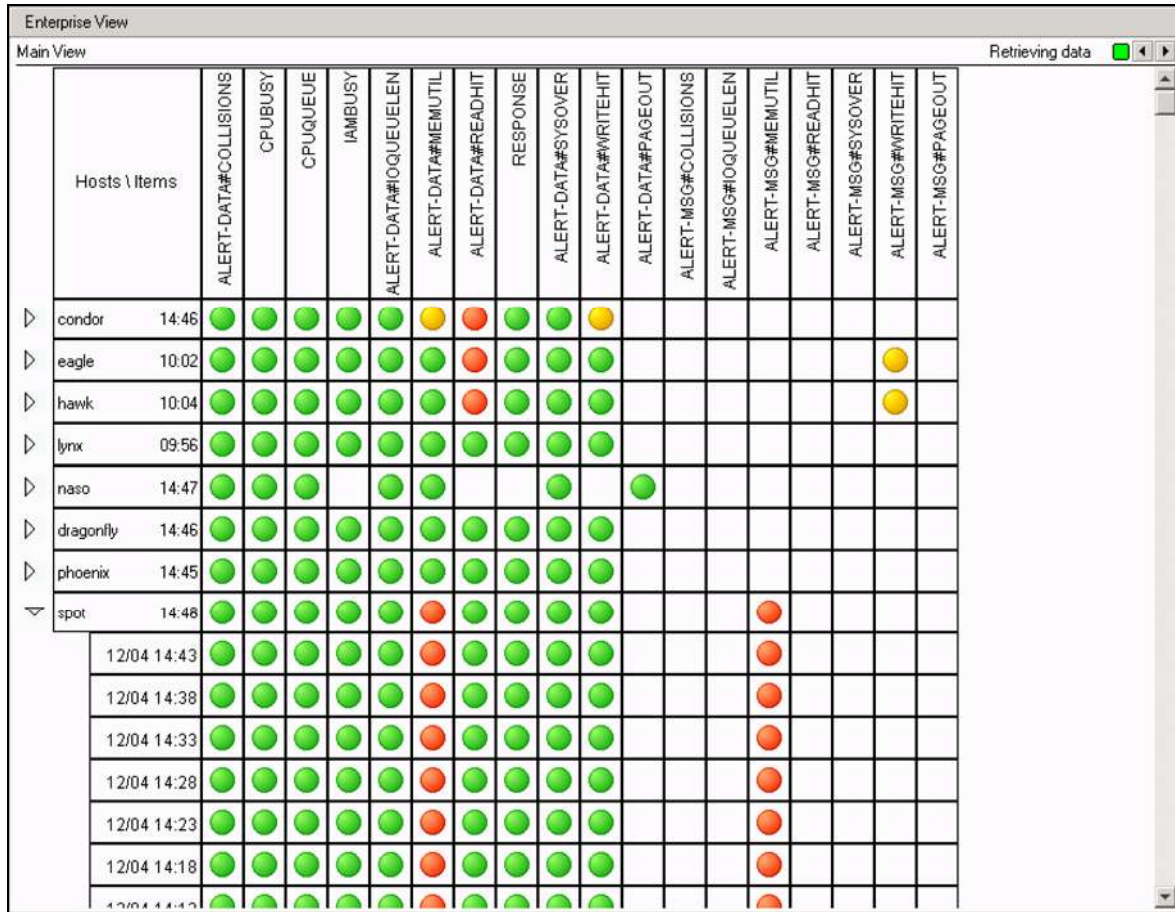 Enterprise View
Main View
Retrieving data
Hosts \ Items
ALERT-DATA#COLLISIONS
CPUBUSY
CPUQUEUE
IAMBUSY
ALERT-DATA#IOQUEUELEN
ALERT-DATA#MEMUTIL
ALERT-DATA#READHIT
RESPONSE
ALERT-DATA#SYSOVER
ALERT-DATA#WRITEHIT
ALERT-DATA#PAGEOUT
ALERT-MSG#COLLISIONS
ALERT-MSG#IOQUEUELEN
ALERT-MSG#MEMUTIL
ALERT-MSG#READHIT
ALERT-MSG#SYSOVER
ALERT-MSG#WRITEHIT
ALERT-MSG#PAGEOUT
condor 14:46
eagle 10:02
hawk 10:04
lynx 09:56
naso 14:47
dragonfly 14:46
phoenix 14:45
spot 14:48
12/04 14:43
12/04 14:38
12/04 14:33
12/04 14:28
12/04 14:23
12/04 14:18